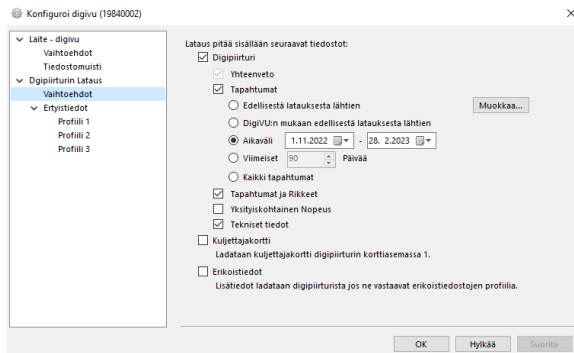 Konfiguroi digivu (19840002)
Laite - digivu
Vaihtoehdot
Tiedostomuisti
Dgipiirturin Lataus
Vaihtoehdot
Ertyistiedot
Profiili 1
Profiili 2
Profiili 3
Lataus pitää sisällään seuraavat tiedostot:
Digipiirturi
Yhteenveto
Tapahtumat
Edellisestä latauksesta lähtien
Muokkaa...
DigiVU:n mukaan edellisestä latauksesta lähtien
Aikaväli 1.11.2022 - 28. 2.2023
Viimeiset 90 Päivää
Kaikki tapahtumat
Tapahtumat ja Rikkeet
Yksityiskohtainen Nopeus
Tekniset tiedot
Kuljettajakortti
Ladataan kuljettajakortti digipiirturin korttiasemassa 1.
Erikoistiedot
Lisätiedot ladataan digipiirturista jos ne vastaavat erikoistiedostojen profiilia.
OK Hylkää Suorita